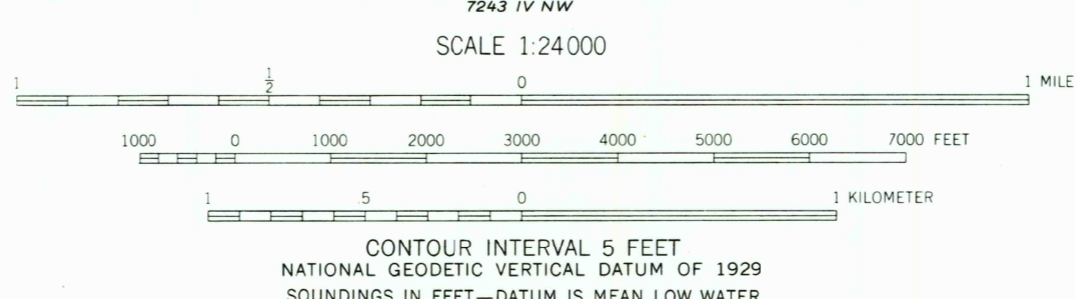 7243 IV NW
SCALE 1:24000
1 1/2 0 1 MILE
1000 0 1000 2000 3000 4000 5000 6000 7000 FEET
1 .5 0 1 KILOMETER
CONTOUR INTERVAL 5 FEET
NATIONAL GEODETIC VERTICAL DATUM OF 1929
SOUNDINGS IN FEET—DATUM IS MEAN LOW WATER